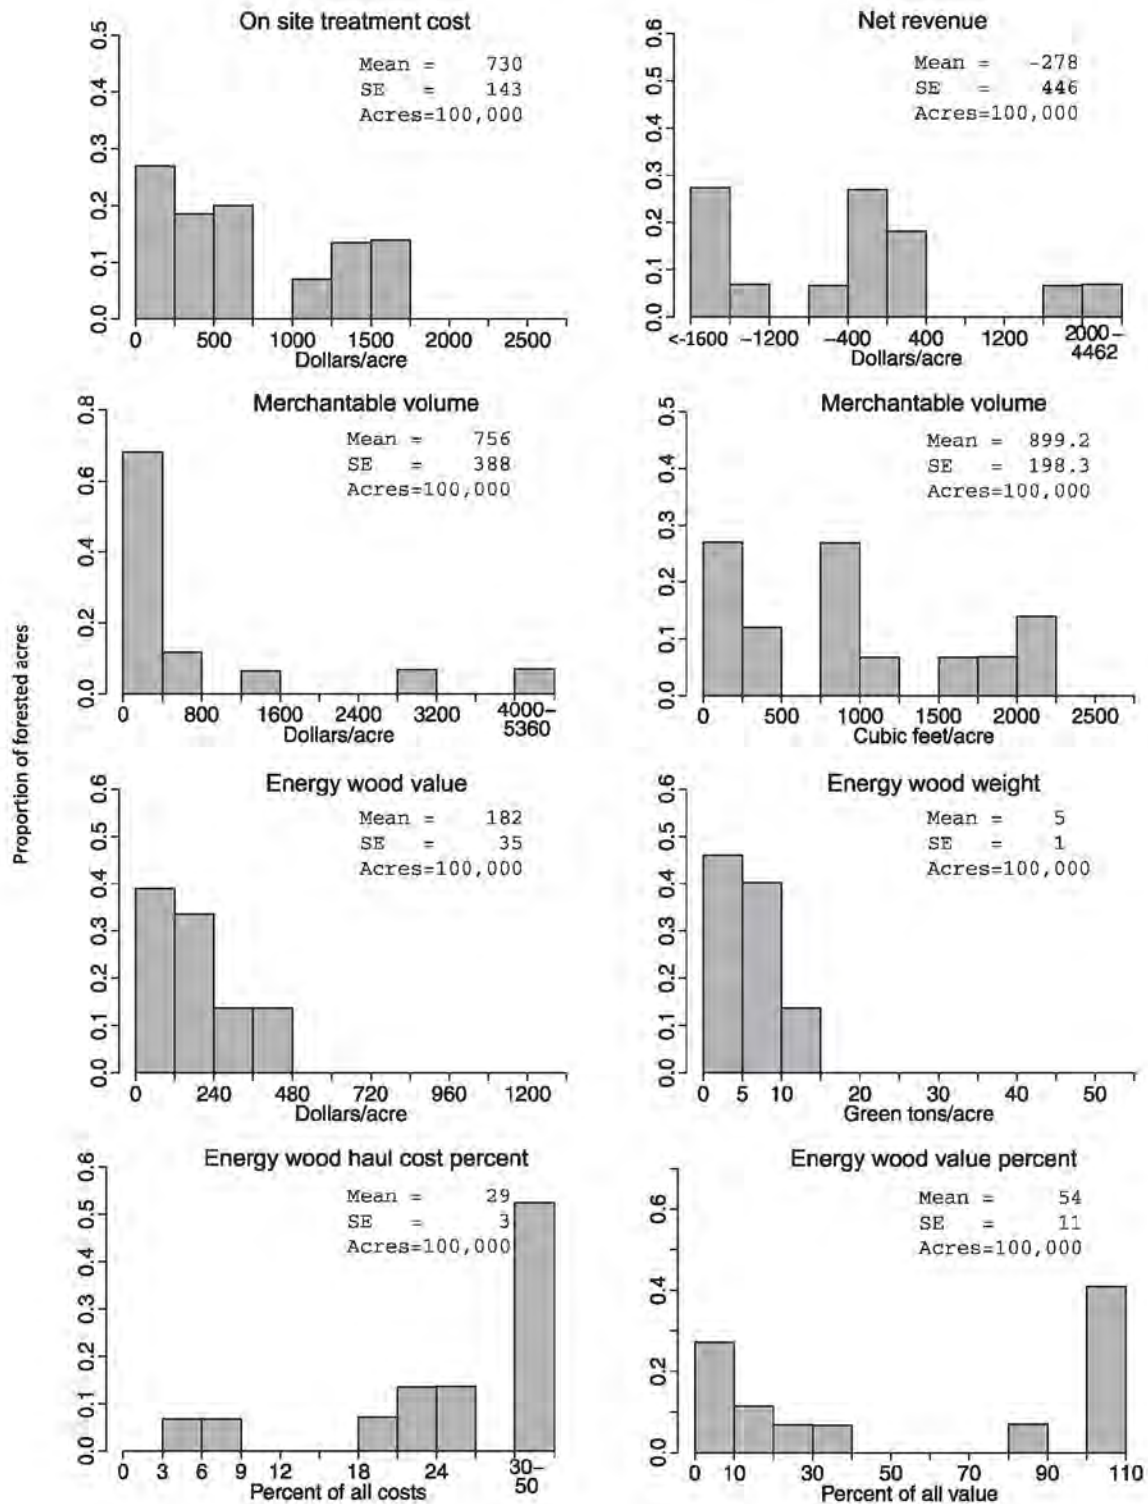 Proportion of forested acres
On site treatment cost
Mean = 730
SE = 143
Acres=100,000
0.0 0.1 0.2 0.3 0.4 0.5
0 500 1000 1500 2000 2500
Dollars/acre
Net revenue
Mean = -278
SE = 446
Acres=100,000
0.0 0.1 0.2 0.3 0.4 0.5 0.6
<-1600 -1200 -400 400 1200 2000-
4462
Dollars/acre
Merchantable volume
Mean = 756
SE = 388
Acres=100,000
0.0 0.2 0.4 0.6 0.8
0 800 1600 2400 3200 4000-
5360
Dollars/acre
Merchantable volume
Mean = 899.2
SE = 198.3
Acres=100,000
0.0 0.1 0.2 0.3 0.4 0.5
0 500 1000 1500 2000 2500
Cubic feet/acre
Energy wood value
Mean = 182
SE = 35
Acres=100,000
0.0 0.1 0.2 0.3 0.4 0.5 0.6
0 240 480 720 960 1200
Dollars/acre
Energy wood weight
Mean = 5
SE = 1
Acres=100,000
0.0 0.1 0.2 0.3 0.4 0.5 0.6
0 5 10 20 30 40 50
Green tons/acre
Energy wood haul cost percent
Mean = 29
SE = 3
Acres=100,000
0.0 0.1 0.2 0.3 0.4 0.5 0.6
0 3 6 9 12 18 24 30-
50
Percent of all costs
Energy wood value percent
Mean = 54
SE = 11
Acres=100,000
0.0 0.2 0.4 0.6
0 10 30 50 70 90 110
Percent of all value